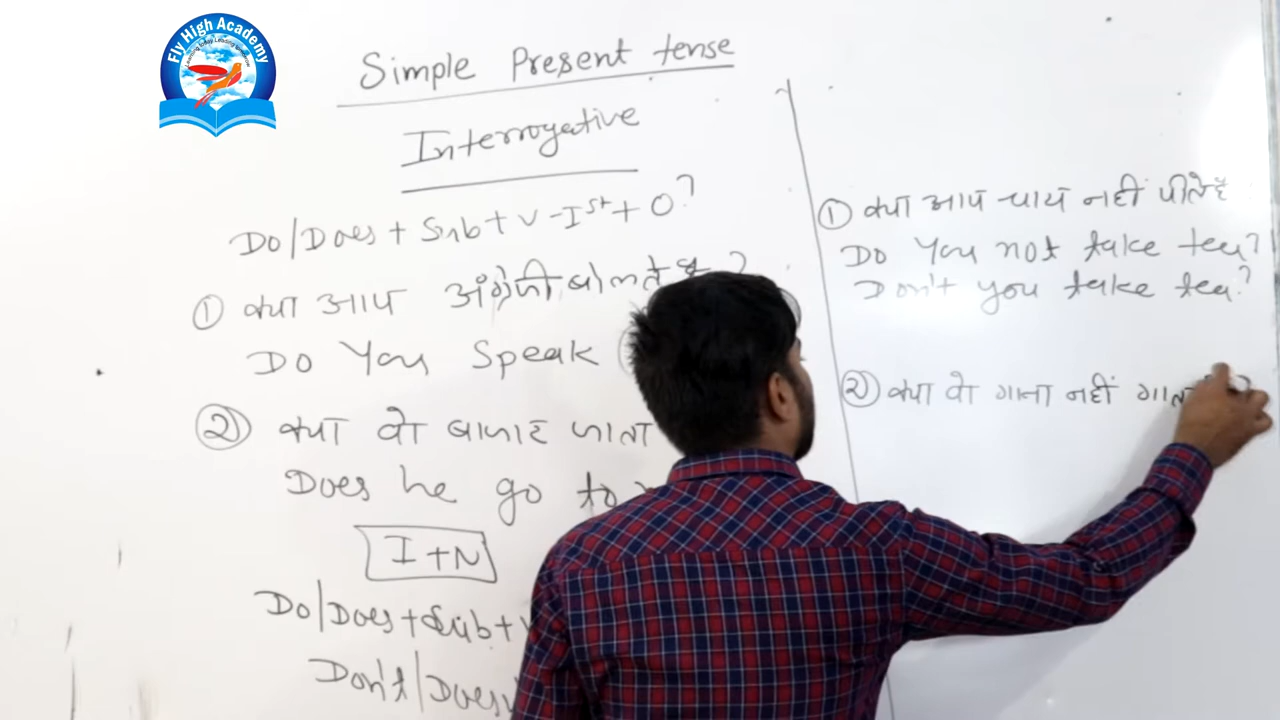 Fly High Academy
Simple Present tense
Interrogative
Do/Does + Sub + V-Ist + O?
① क्या आप अंग्रेजी बोलते है ?
Do You Speak
② क्या वो बाजार जाता
Does he go to
I+N
Do/Does + Sub +
Don't/Does
① क्या आप चाय नहीं पीते है
Do You not take tea?
Don't you take tea?
② क्या वो गाना नहीं